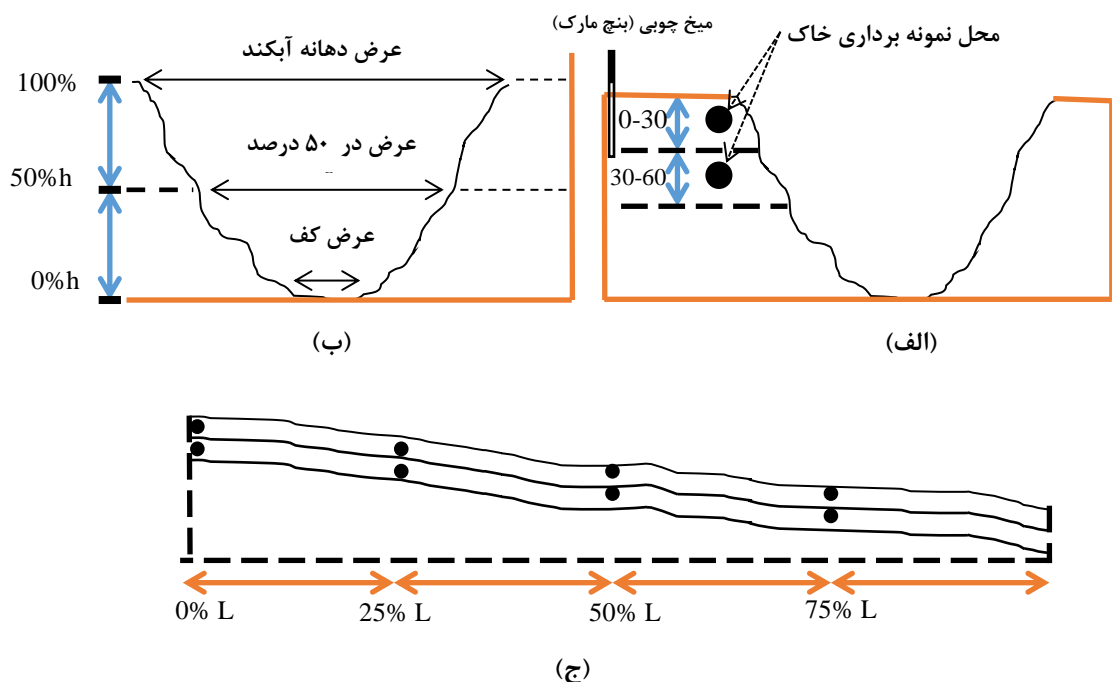 میخ چوبی (بنچ مارک)
محل نمونه برداری خاک
0-30
30-60
(الف)
عرض دهانه آبکند
100%
عرض در ۵۰ درصد
50%h
عرض کف
0%h
(ب)
0% L
25% L
50% L
75% L
(ج)